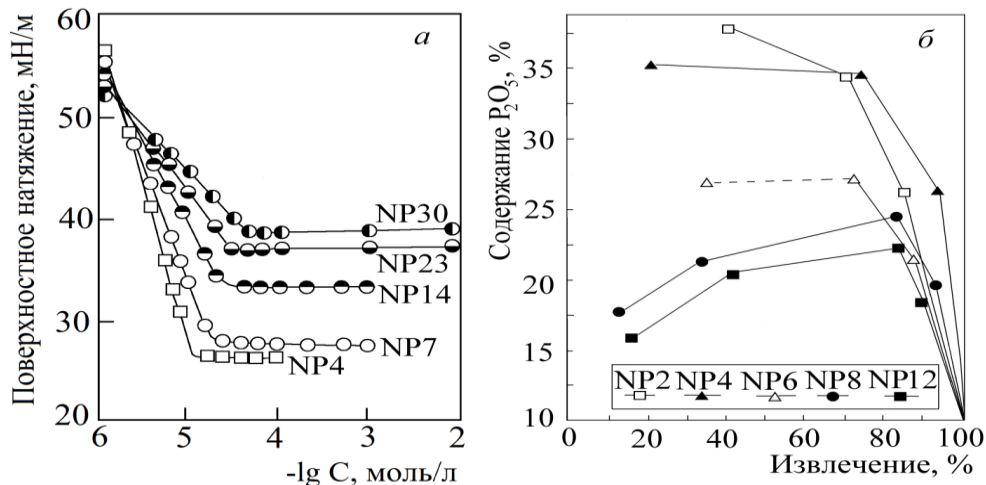 60
50
40
30
20
Поверхностное натяжение, мН/м
а
NP30
NP23
NP14
NP7
NP4
6 5 4 3 2
-lg C, моль/л
35
30
25
20
15
10
Содержание P₂O₅, %
б
NP2 NP4 NP6 NP8 NP12
0 20 40 60 80 100
Извлечение, %